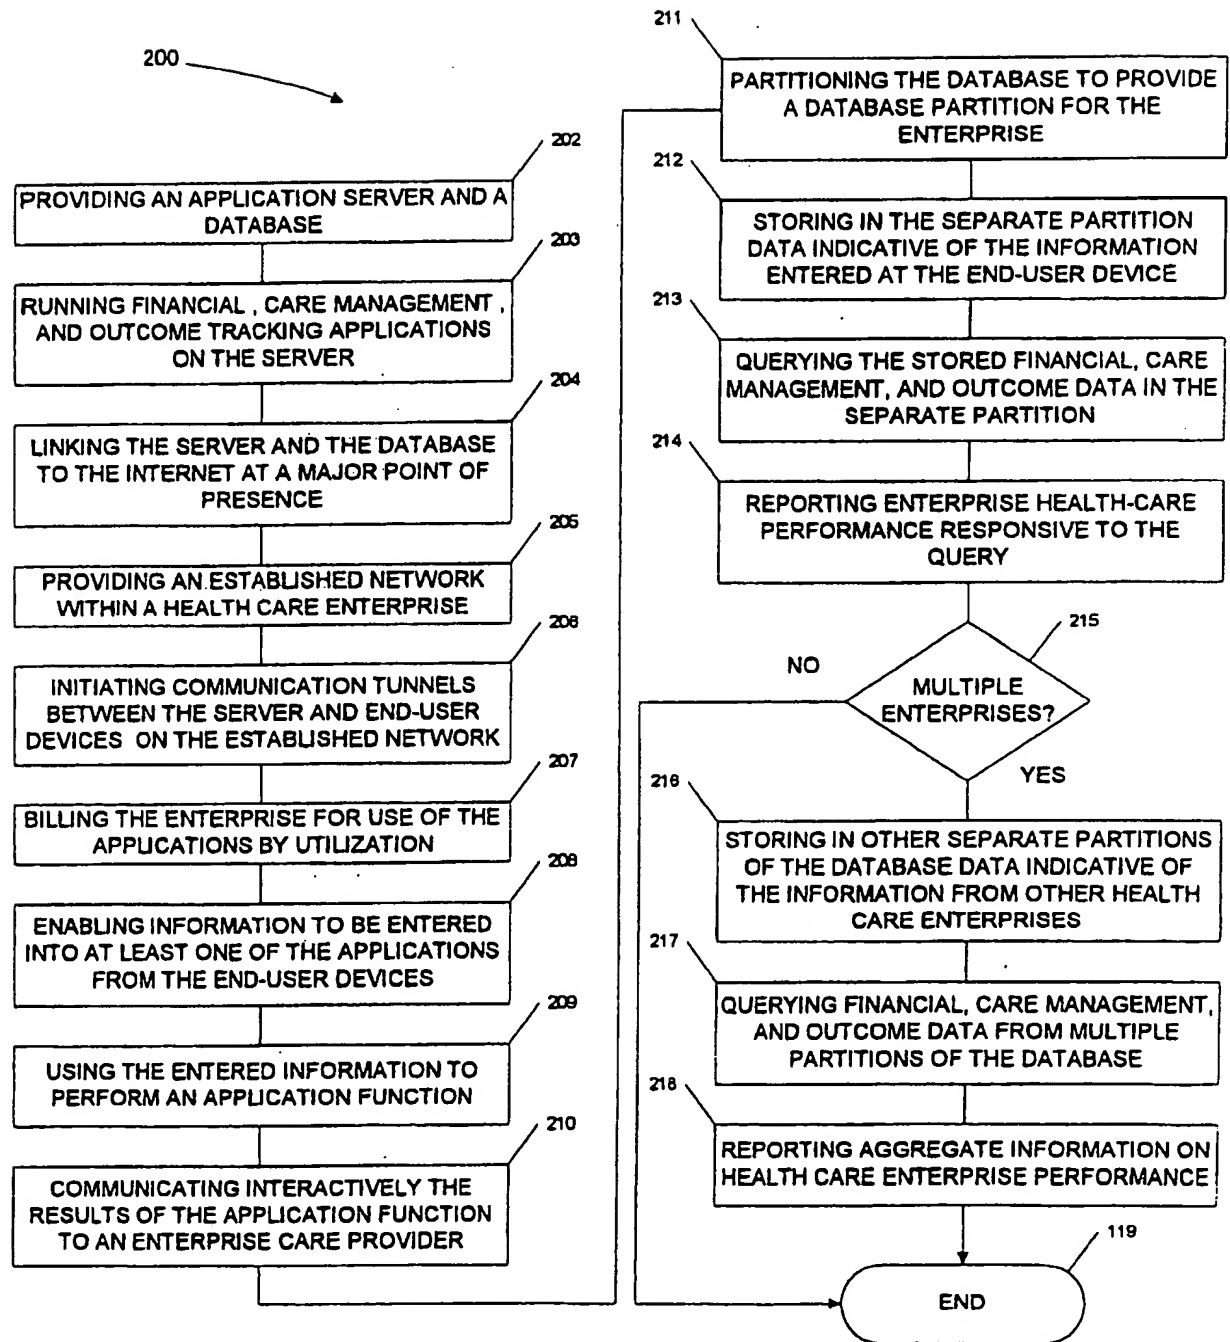 200
202
PROVIDING AN APPLICATION SERVER AND A
DATABASE
203
RUNNING FINANCIAL , CARE MANAGEMENT ,
AND OUTCOME TRACKING APPLICATIONS
ON THE SERVER
204
LINKING THE SERVER AND THE DATABASE
TO THE INTERNET AT A MAJOR POINT OF
PRESENCE
205
PROVIDING AN ESTABLISHED NETWORK
WITHIN A HEALTH CARE ENTERPRISE
206
INITIATING COMMUNICATION TUNNELS
BETWEEN THE SERVER AND END-USER
DEVICES ON THE ESTABLISHED NETWORK
207
BILLING THE ENTERPRISE FOR USE OF THE
APPLICATIONS BY UTILIZATION
208
ENABLING INFORMATION TO BE ENTERED
INTO AT LEAST ONE OF THE APPLICATIONS
FROM THE END-USER DEVICES
209
USING THE ENTERED INFORMATION TO
PERFORM AN APPLICATION FUNCTION
210
COMMUNICATING INTERACTIVELY THE
RESULTS OF THE APPLICATION FUNCTION
TO AN ENTERPRISE CARE PROVIDER
211
PARTITIONING THE DATABASE TO PROVIDE
A DATABASE PARTITION FOR THE
ENTERPRISE
212
STORING IN THE SEPARATE PARTITION
DATA INDICATIVE OF THE INFORMATION
ENTERED AT THE END-USER DEVICE
213
QUERYING THE STORED FINANCIAL, CARE
MANAGEMENT, AND OUTCOME DATA IN THE
SEPARATE PARTITION
214
REPORTING ENTERPRISE HEALTH-CARE
PERFORMANCE RESPONSIVE TO THE
QUERY
215
NO
MULTIPLE
ENTERPRISES?
YES
216
STORING IN OTHER SEPARATE PARTITIONS
OF THE DATABASE DATA INDICATIVE OF
THE INFORMATION FROM OTHER HEALTH
CARE ENTERPRISES
217
QUERYING FINANCIAL, CARE MANAGEMENT,
AND OUTCOME DATA FROM MULTIPLE
PARTITIONS OF THE DATABASE
218
REPORTING AGGREGATE INFORMATION ON
HEALTH CARE ENTERPRISE PERFORMANCE
119
END